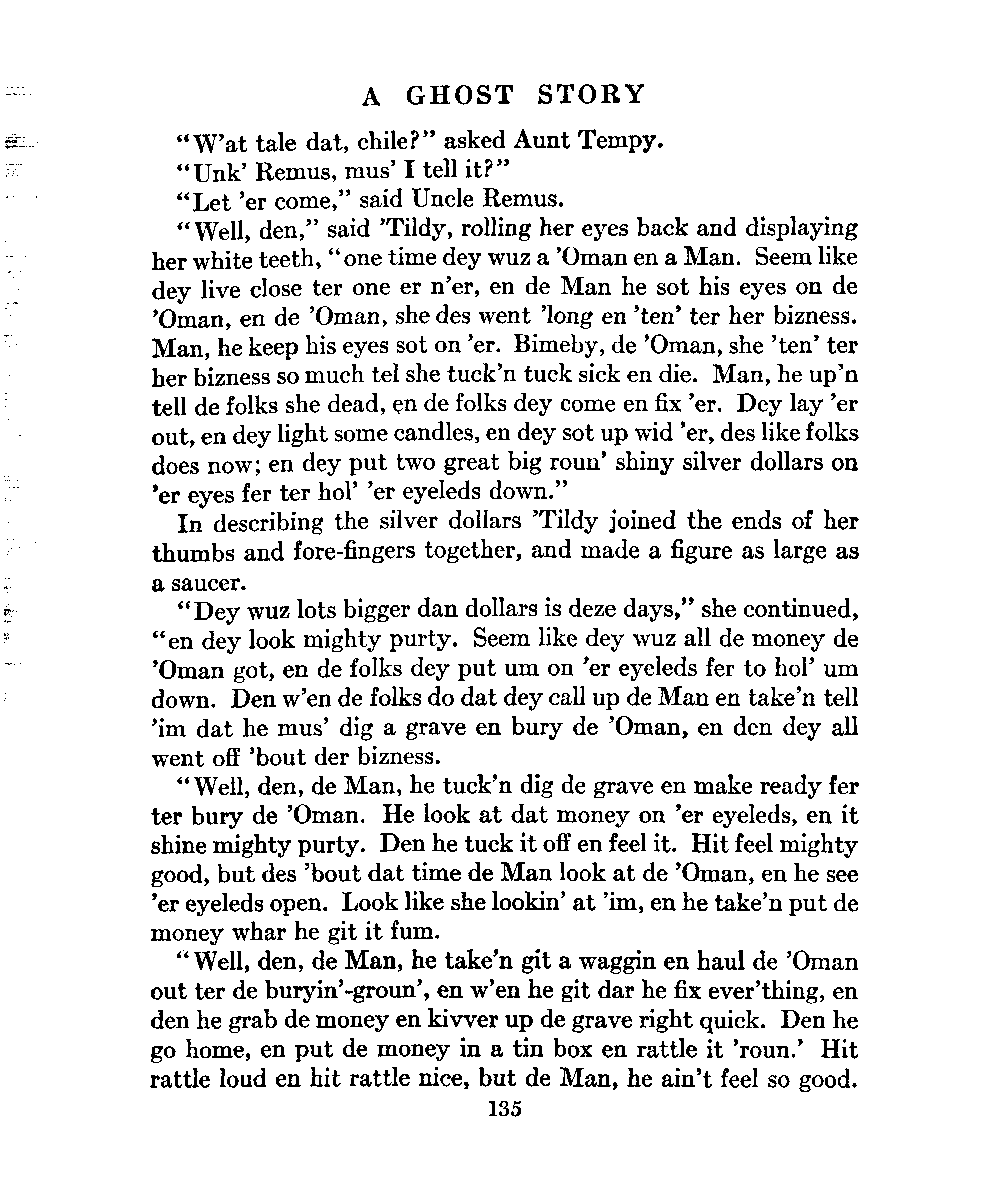 A GHOST STORY
“W’at tale dat, chile?” asked Aunt Tempy.
“Unk’ Remus, mus’ I tell it?”
“Let ’er come,” said Uncle Remus.
“Well, den,” said ’Tildy, rolling her eyes back and displaying
her white teeth, “one time dey wuz a ’Oman en a Man. Seem like
dey live close ter one er n’er, en de Man he sot his eyes on de
’Oman, en de ’Oman, she des went ’long en ’ten’ ter her bizness.
Man, he keep his eyes sot on ’er. Bimeby, de ’Oman, she ’ten’ ter
her bizness so much tel she tuck’n tuck sick en die. Man, he up’n
tell de folks she dead, en de folks dey come en fix ’er. Dey lay ’er
out, en dey light some candles, en dey sot up wid ’er, des like folks
does now; en dey put two great big roun’ shiny silver dollars on
’er eyes fer ter hol’ ’er eyeleds down.”
In describing the silver dollars ’Tildy joined the ends of her
thumbs and fore-fingers together, and made a figure as large as
a saucer.
“Dey wuz lots bigger dan dollars is deze days,” she continued,
“en dey look mighty purty. Seem like dey wuz all de money de
’Oman got, en de folks dey put um on ’er eyeleds fer to hol’ um
down. Den w’en de folks do dat dey call up de Man en take’n tell
’im dat he mus’ dig a grave en bury de ’Oman, en den dey all
went off ’bout der bizness.
“Well, den, de Man, he tuck’n dig de grave en make ready fer
ter bury de ’Oman. He look at dat money on ’er eyeleds, en it
shine mighty purty. Den he tuck it off en feel it. Hit feel mighty
good, but des ’bout dat time de Man look at de ’Oman, en he see
’er eyeleds open. Look like she lookin’ at ’im, en he take’n put de
money whar he git it fum.
“Well, den, de Man, he take’n git a waggin en haul de ’Oman
out ter de buryin’-groun’, en w’en he git dar he fix ever’thing, en
den he grab de money en kivver up de grave right quick. Den he
go home, en put de money in a tin box en rattle it ’roun.’ Hit
rattle loud en hit rattle nice, but de Man, he ain’t feel so good.
135